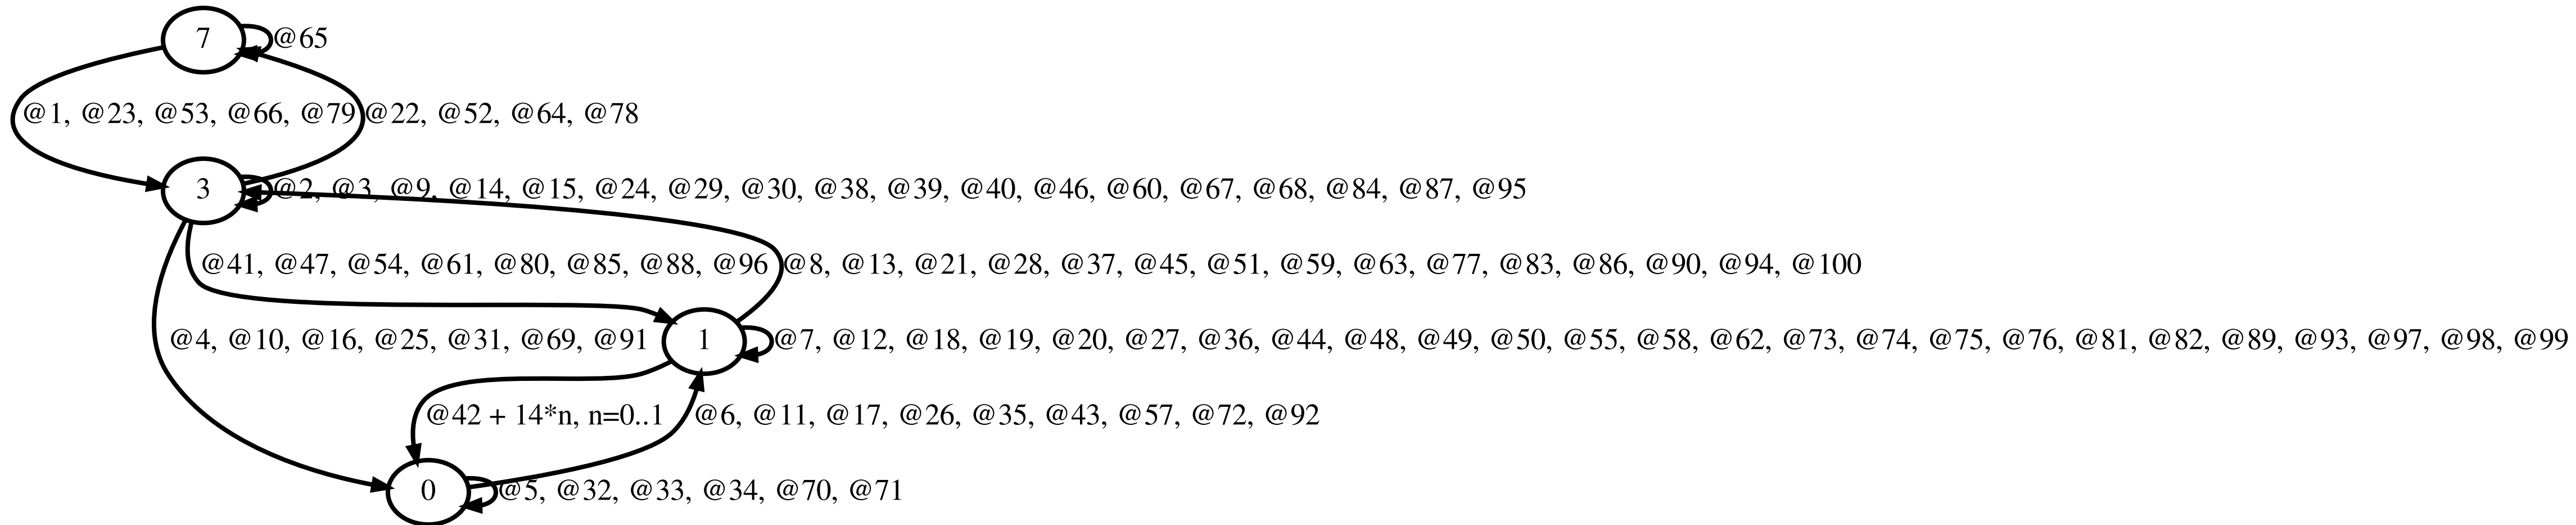 7 @65
@1, @23, @53, @66, @79 @22, @52, @64, @78
3 @2, @3, @9, @14, @15, @24, @29, @30, @38, @39, @40, @46, @60, @67, @68, @84, @87, @95
@41, @47, @54, @61, @80, @85, @88, @96 @8, @13, @21, @28, @37, @45, @51, @59, @63, @77, @83, @86, @90, @94, @100
@4, @10, @16, @25, @31, @69, @91 1 @7, @12, @18, @19, @20, @27, @36, @44, @48, @49, @50, @55, @58, @62, @73, @74, @75, @76, @81, @82, @89, @93, @97, @98, @99
@42 + 14*n, n=0..1 @6, @11, @17, @26, @35, @43, @57, @72, @92
0 @5, @32, @33, @34, @70, @71